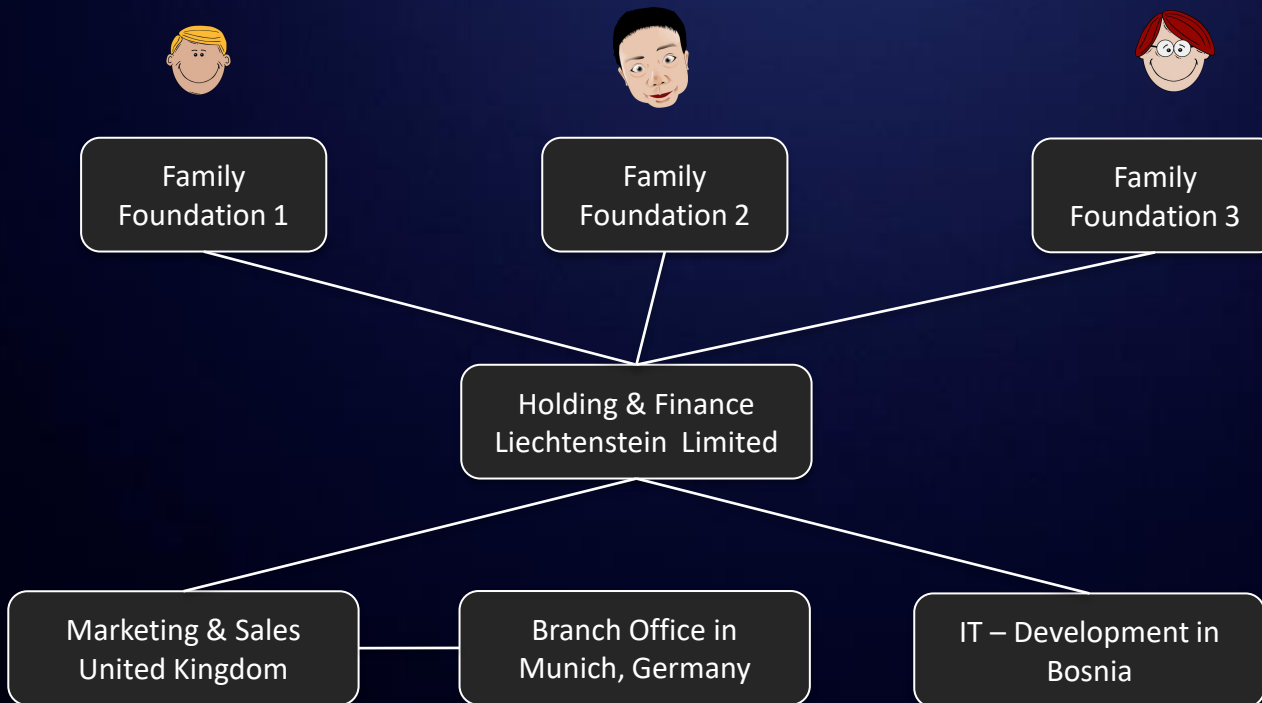 Family
Foundation 1
Family
Foundation 2
Family
Foundation 3
Holding & Finance
Liechtenstein  Limited
Marketing & Sales
United Kingdom
Branch Office in
Munich, Germany
IT – Development in
Bosnia